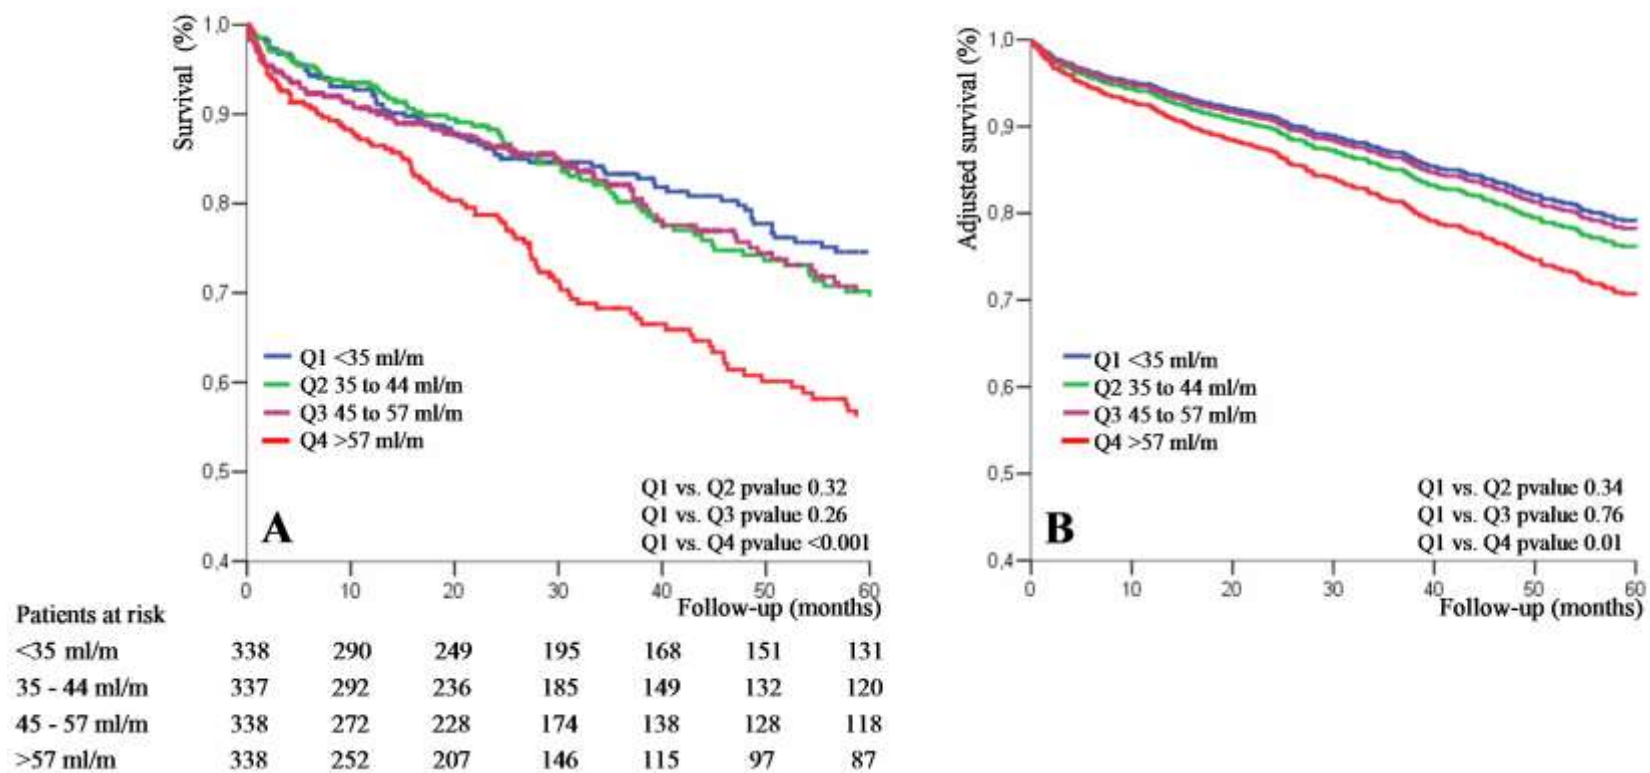 Survival (%)
1,0
0,9
0,8
0,7
0,6
0,5
0,4
Q1 <35 ml/m
Q2 35 to 44 ml/m
Q3 45 to 57 ml/m
Q4 >57 ml/m
Q1 vs. Q2 pvalue 0.32
Q1 vs. Q3 pvalue 0.26
Q1 vs. Q4 pvalue <0.001
A
0 10 20 30 40 50 60
Follow-up (months)
Patients at risk
<35 ml/m 338 290 249 195 168 151 131
35 - 44 ml/m 337 292 236 185 149 132 120
45 - 57 ml/m 338 272 228 174 138 128 118
>57 ml/m 338 252 207 146 115 97 87
Adjusted survival (%)
1,0
0,9
0,8
0,7
0,6
0,5
0,4
Q1 <35 ml/m
Q2 35 to 44 ml/m
Q3 45 to 57 ml/m
Q4 >57 ml/m
Q1 vs. Q2 pvalue 0.34
Q1 vs. Q3 pvalue 0.76
Q1 vs. Q4 pvalue 0.01
B
0 10 20 30 40 50 60
Follow-up (months)